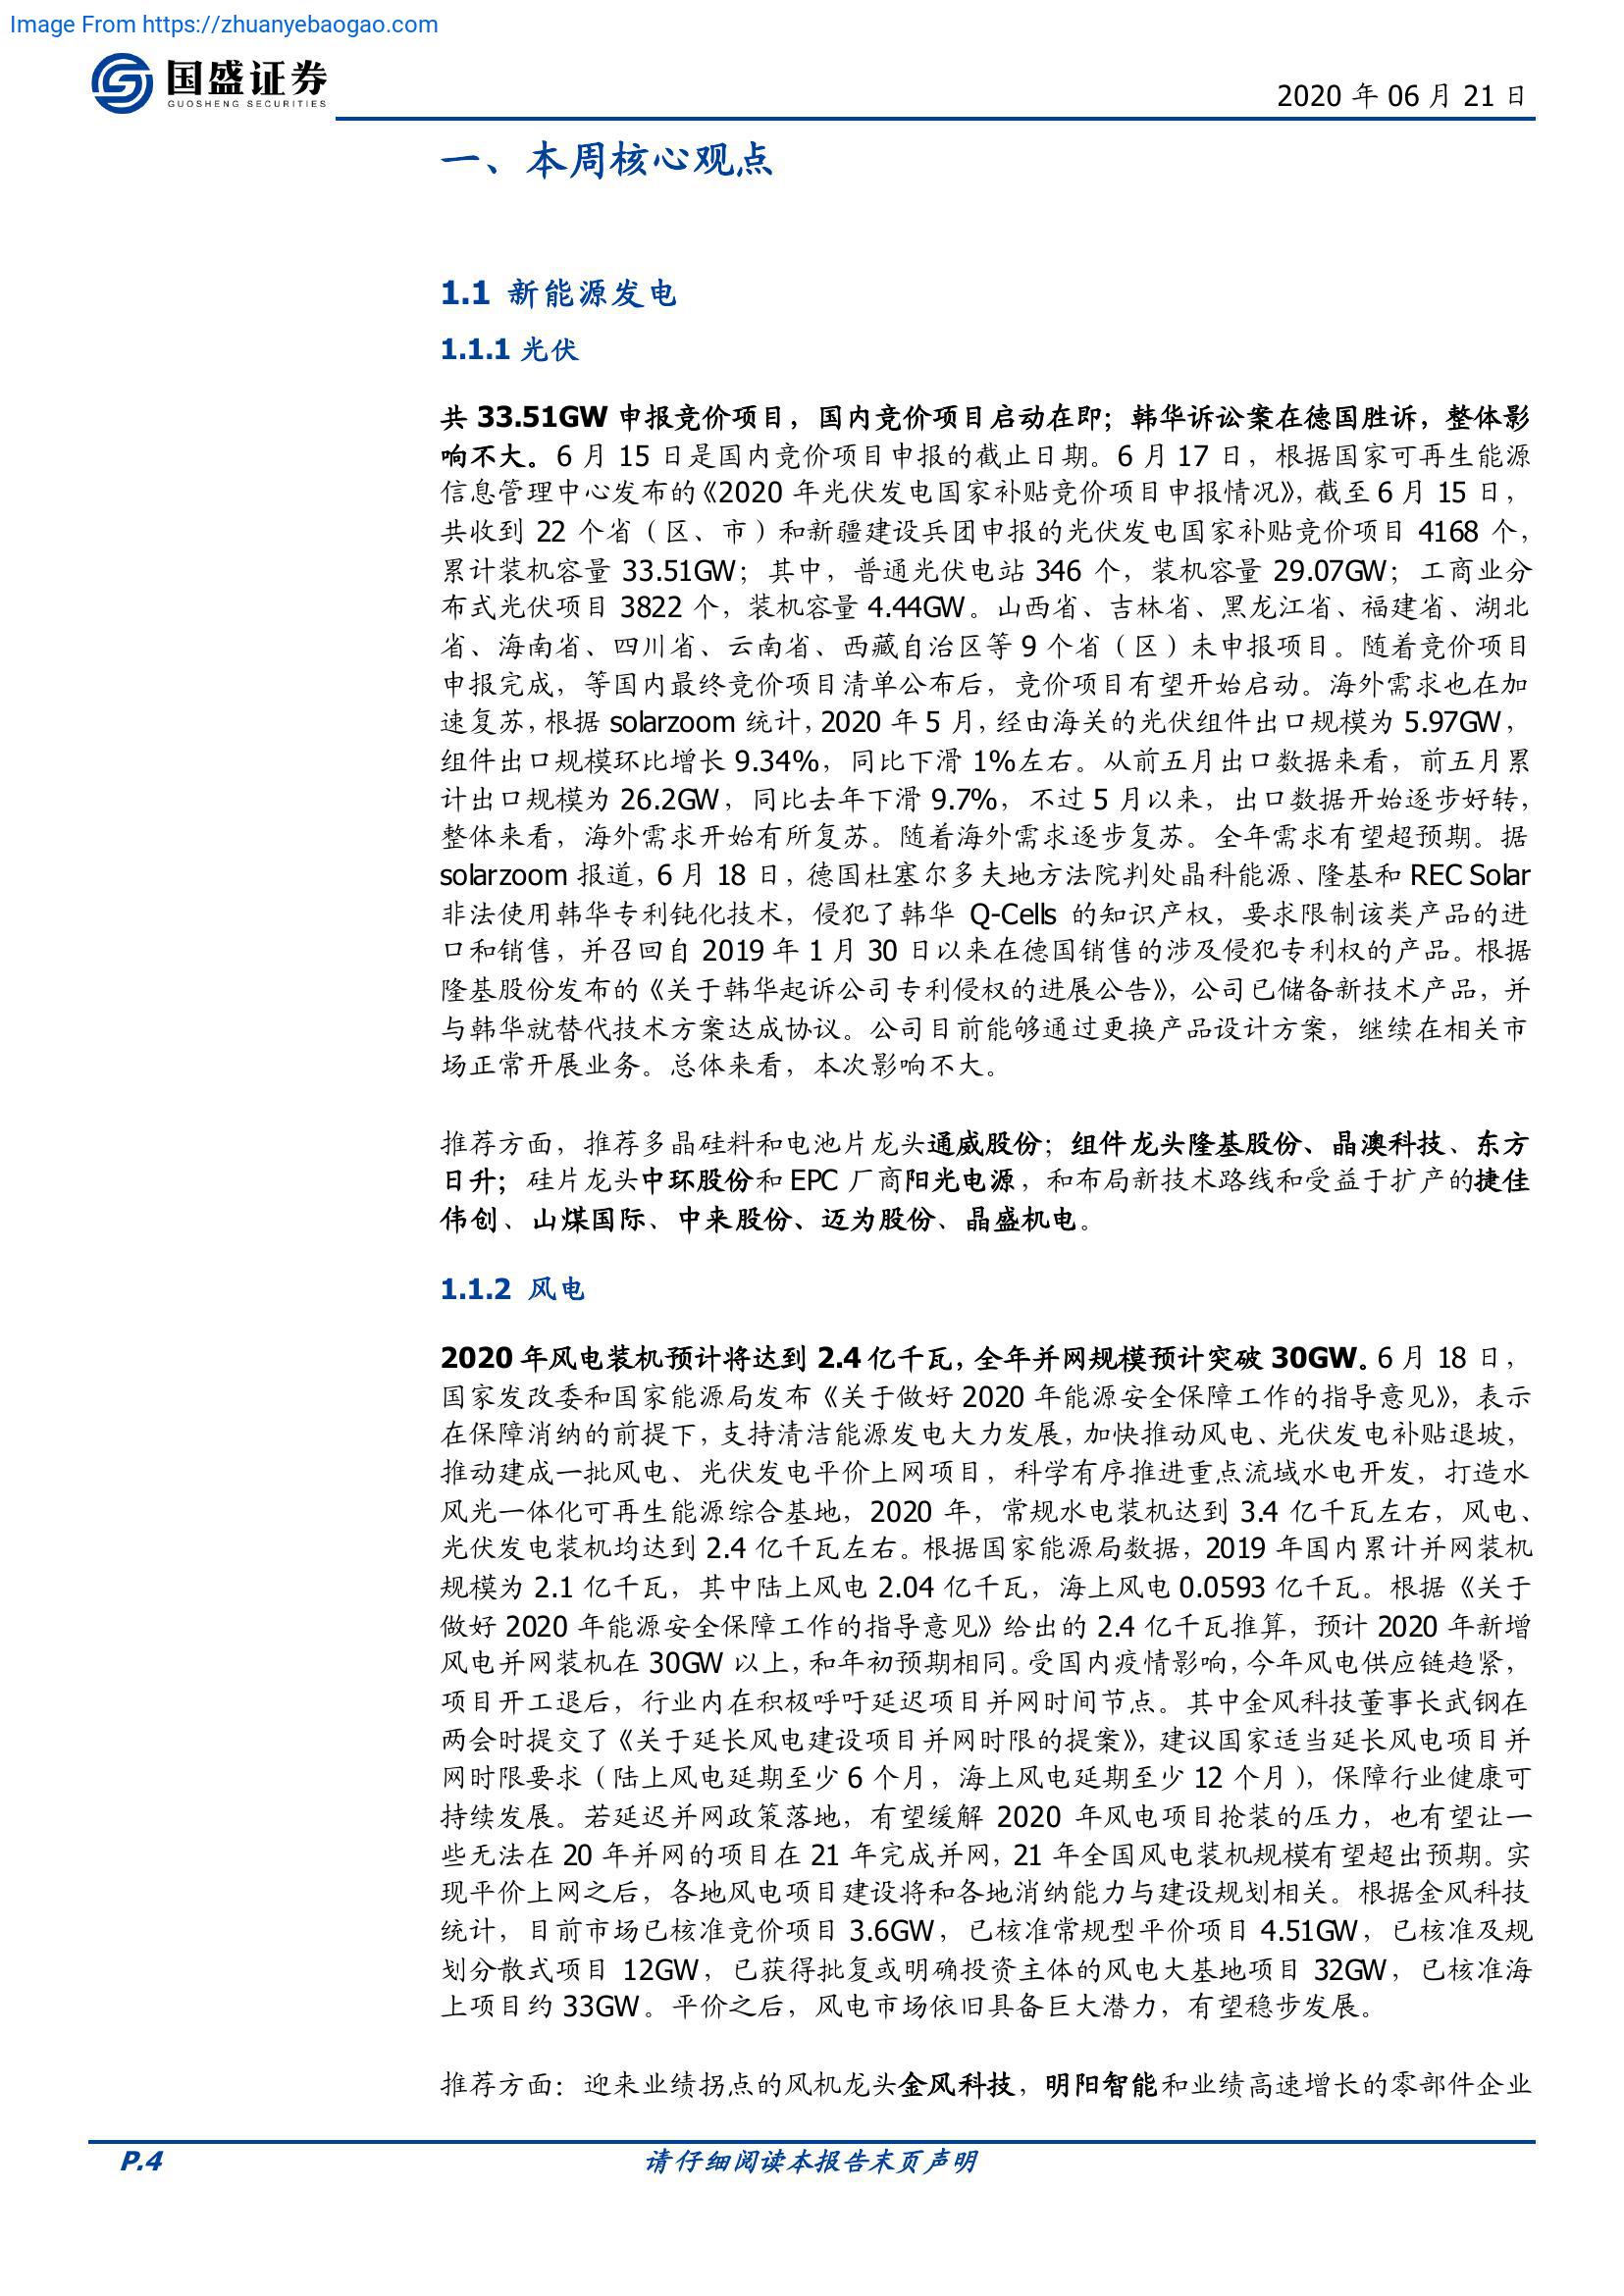 Image From https://zhuanyebaogao.com
国盛证券
GUOSHENG SECURITIES
2020 年 06 月 21 日
一、本周核心观点
1.1 新能源发电
1.1.1 光伏
共 33.51GW 申报竞价项目，国内竞价项目启动在即；韩华诉讼案在德国胜诉，整体影
响不大。6 月 15 日是国内竞价项目申报的截止日期。6 月 17 日，根据国家可再生能源
信息管理中心发布的《2020 年光伏发电国家补贴竞价项目申报情况》，截至 6 月 15 日，
共收到 22 个省（区、市）和新疆建设兵团申报的光伏发电国家补贴竞价项目 4168 个，
累计装机容量 33.51GW；其中，普通光伏电站 346 个，装机容量 29.07GW；工商业分
布式光伏项目 3822 个，装机容量 4.44GW。山西省、吉林省、黑龙江省、福建省、湖北
省、海南省、四川省、云南省、西藏自治区等 9 个省（区）未申报项目。随着竞价项目
申报完成，等国内最终竞价项目清单公布后，竞价项目有望开始启动。海外需求也在加
速复苏，根据 solarzoom 统计，2020 年 5 月，经由海关的光伏组件出口规模为 5.97GW，
组件出口规模环比增长 9.34%，同比下滑 1%左右。从前五月出口数据来看，前五月累
计出口规模为 26.2GW，同比去年下滑 9.7%，不过 5 月以来，出口数据开始逐步好转，
整体来看，海外需求开始有所复苏。随着海外需求逐步复苏。全年需求有望超预期。据
solarzoom 报道，6 月 18 日，德国杜塞尔多夫地方法院判处晶科能源、隆基和 REC Solar
非法使用韩华专利钝化技术，侵犯了韩华 Q-Cells 的知识产权，要求限制该类产品的进
口和销售，并召回自 2019 年 1 月 30 日以来在德国销售的涉及侵犯专利权的产品。根据
隆基股份发布的《关于韩华起诉公司专利侵权的进展公告》，公司已储备新技术产品，并
与韩华就替代技术方案达成协议。公司目前能够通过更换产品设计方案，继续在相关市
场正常开展业务。总体来看，本次影响不大。
推荐方面，推荐多晶硅料和电池片龙头通威股份；组件龙头隆基股份、晶澳科技、东方
日升；硅片龙头中环股份和 EPC 厂商阳光电源，和布局新技术路线和受益于扩产的捷佳
伟创、山煤国际、中来股份、迈为股份、晶盛机电。
1.1.2 风电
2020 年风电装机预计将达到 2.4 亿千瓦，全年并网规模预计突破 30GW。6 月 18 日，
国家发改委和国家能源局发布《关于做好 2020 年能源安全保障工作的指导意见》，表示
在保障消纳的前提下，支持清洁能源发电大力发展，加快推动风电、光伏发电补贴退坡，
推动建成一批风电、光伏发电平价上网项目，科学有序推进重点流域水电开发，打造水
风光一体化可再生能源综合基地，2020 年，常规水电装机达到 3.4 亿千瓦左右，风电、
光伏发电装机均达到 2.4 亿千瓦左右。根据国家能源局数据，2019 年国内累计并网装机
规模为 2.1 亿千瓦，其中陆上风电 2.04 亿千瓦，海上风电 0.0593 亿千瓦。根据《关于
做好 2020 年能源安全保障工作的指导意见》给出的 2.4 亿千瓦推算，预计 2020 年新增
风电并网装机在 30GW 以上，和年初预期相同。受国内疫情影响，今年风电供应链趋紧，
项目开工退后，行业内在积极呼吁延迟项目并网时间节点。其中金风科技董事长武钢在
两会时提交了《关于延长风电建设项目并网时限的提案》，建议国家适当延长风电项目并
网时限要求（陆上风电延期至少 6 个月，海上风电延期至少 12 个月），保障行业健康可
持续发展。若延迟并网政策落地，有望缓解 2020 年风电项目抢装的压力，也有望让一
些无法在 20 年并网的项目在 21 年完成并网，21 年全国风电装机规模有望超出预期。实
现平价上网之后，各地风电项目建设将和各地消纳能力与建设规划相关。根据金风科技
统计，目前市场已核准竞价项目 3.6GW，已核准常规型平价项目 4.51GW，已核准及规
划分散式项目 12GW，已获得批复或明确投资主体的风电大基地项目 32GW，已核准海
上项目约 33GW。平价之后，风电市场依旧具备巨大潜力，有望稳步发展。
推荐方面：迎来业绩拐点的风机龙头金风科技，明阳智能和业绩高速增长的零部件企业
P.4
请仔细阅读本报告末页声明